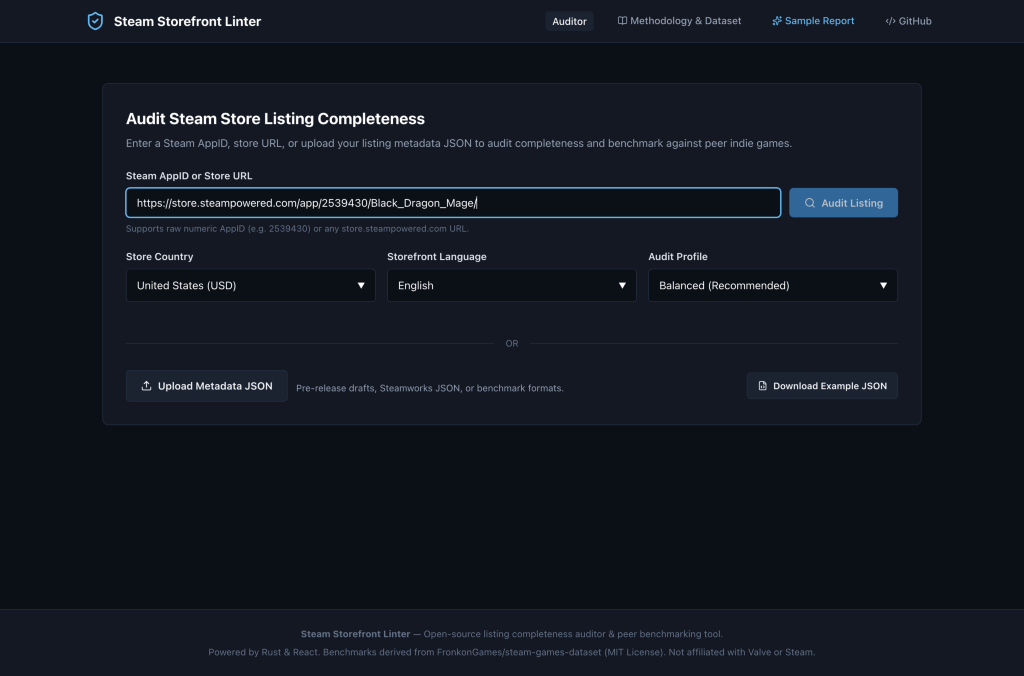 Steam Storefront Linter
Auditor
Methodology & Dataset
Sample Report
GitHub
Audit Steam Store Listing Completeness
Enter a Steam AppID, store URL, or upload your listing metadata JSON to audit completeness and benchmark against peer indie games.
Steam AppID or Store URL
https://store.steampowered.com/app/2539430/Black_Dragon_Mage/
Audit Listing
Supports raw numeric AppID (e.g. 2539430) or any store.steampowered.com URL.
Store Country
Storefront Language
Audit Profile
United States (USD)
English
Balanced (Recommended)
OR
Upload Metadata JSON
Pre-release drafts, Steamworks JSON, or benchmark formats.
Download Example JSON
Steam Storefront Linter — Open-source listing completeness auditor & peer benchmarking tool.
Powered by Rust & React. Benchmarks derived from FronkonGames/steam-games-dataset (MIT License). Not affiliated with Valve or Steam.